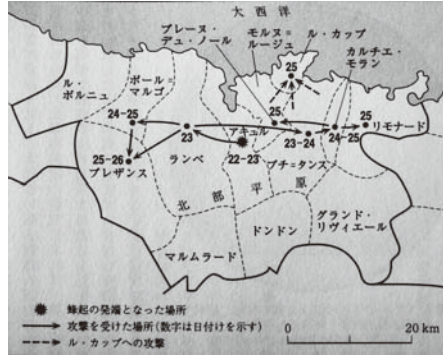 大西洋
プレーヌ・
デュ・ノール
モルヌ=
ルージュ
ル・カップ
カルチエ・
モラン
ル・
ボルニュ
ポール=
マルゴ
25
24-25
25
25
リモナード
23
アキュル
23-24
24-25
25-26
プレザンス
ランベ
22-23
プチ=タンス
北部平原
グランド・
リヴィエール
ドンドン
マルムラード
蜂起の発端となった場所
攻撃を受けた場所(数字は日付けを示す)
ル・カップへの攻撃
0 20 km